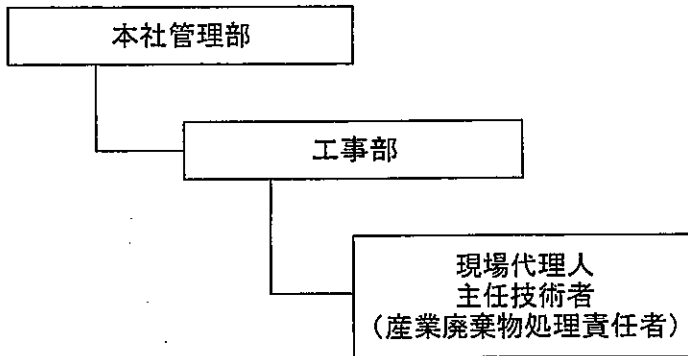 本社管理部
工事部
現場代理人
主任技術者
(産業廃棄物処理責任者)